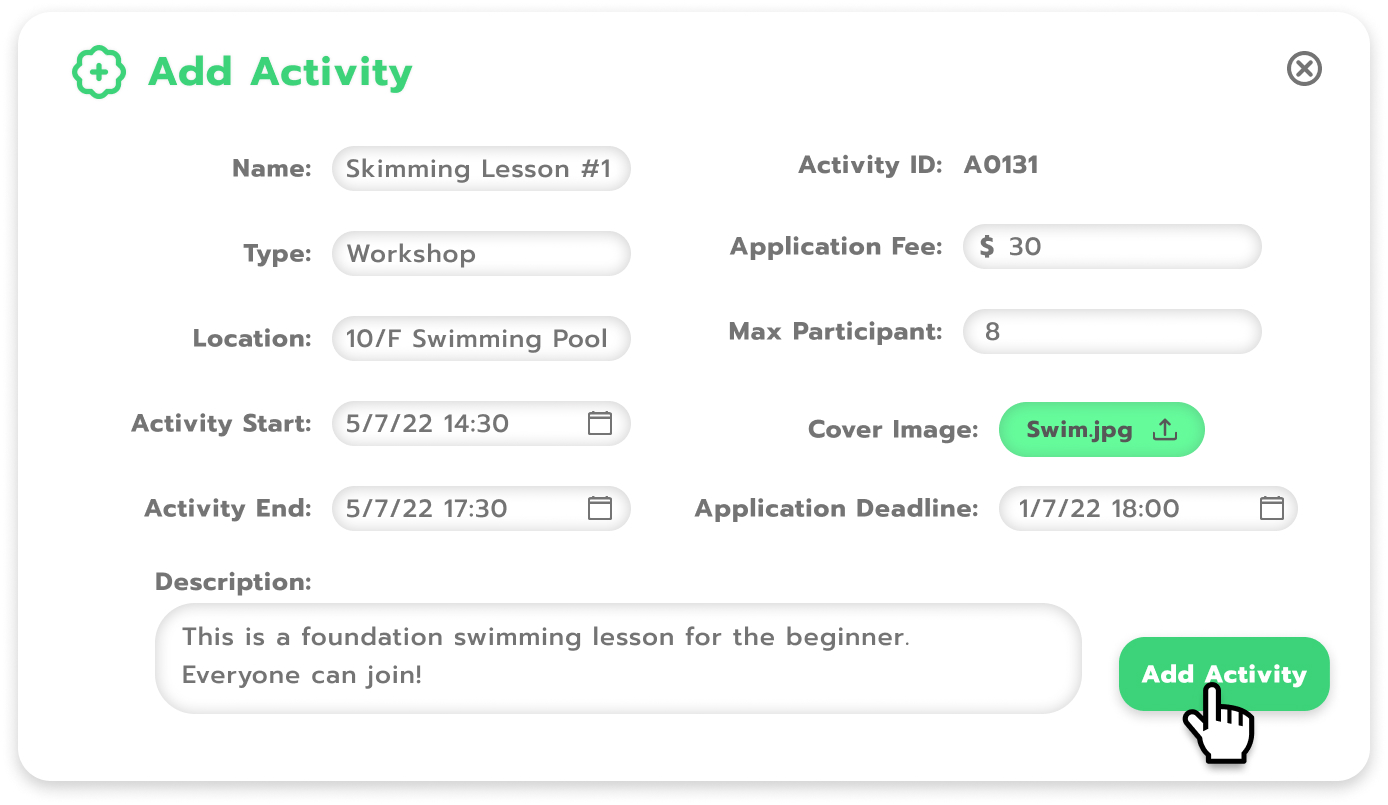 Add Activity
Name: Skimming Lesson #1
Activity ID: A0131
Type: Workshop
Application Fee: $ 30
Location: 10/F Swimming Pool
Max Participant: 8
Activity Start: 5/7/22 14:30
Cover Image: Swim.jpg
Activity End: 5/7/22 17:30
Application Deadline: 1/7/22 18:00
Description:
This is a foundation swimming lesson for the beginner.
Everyone can join!
Add Activity